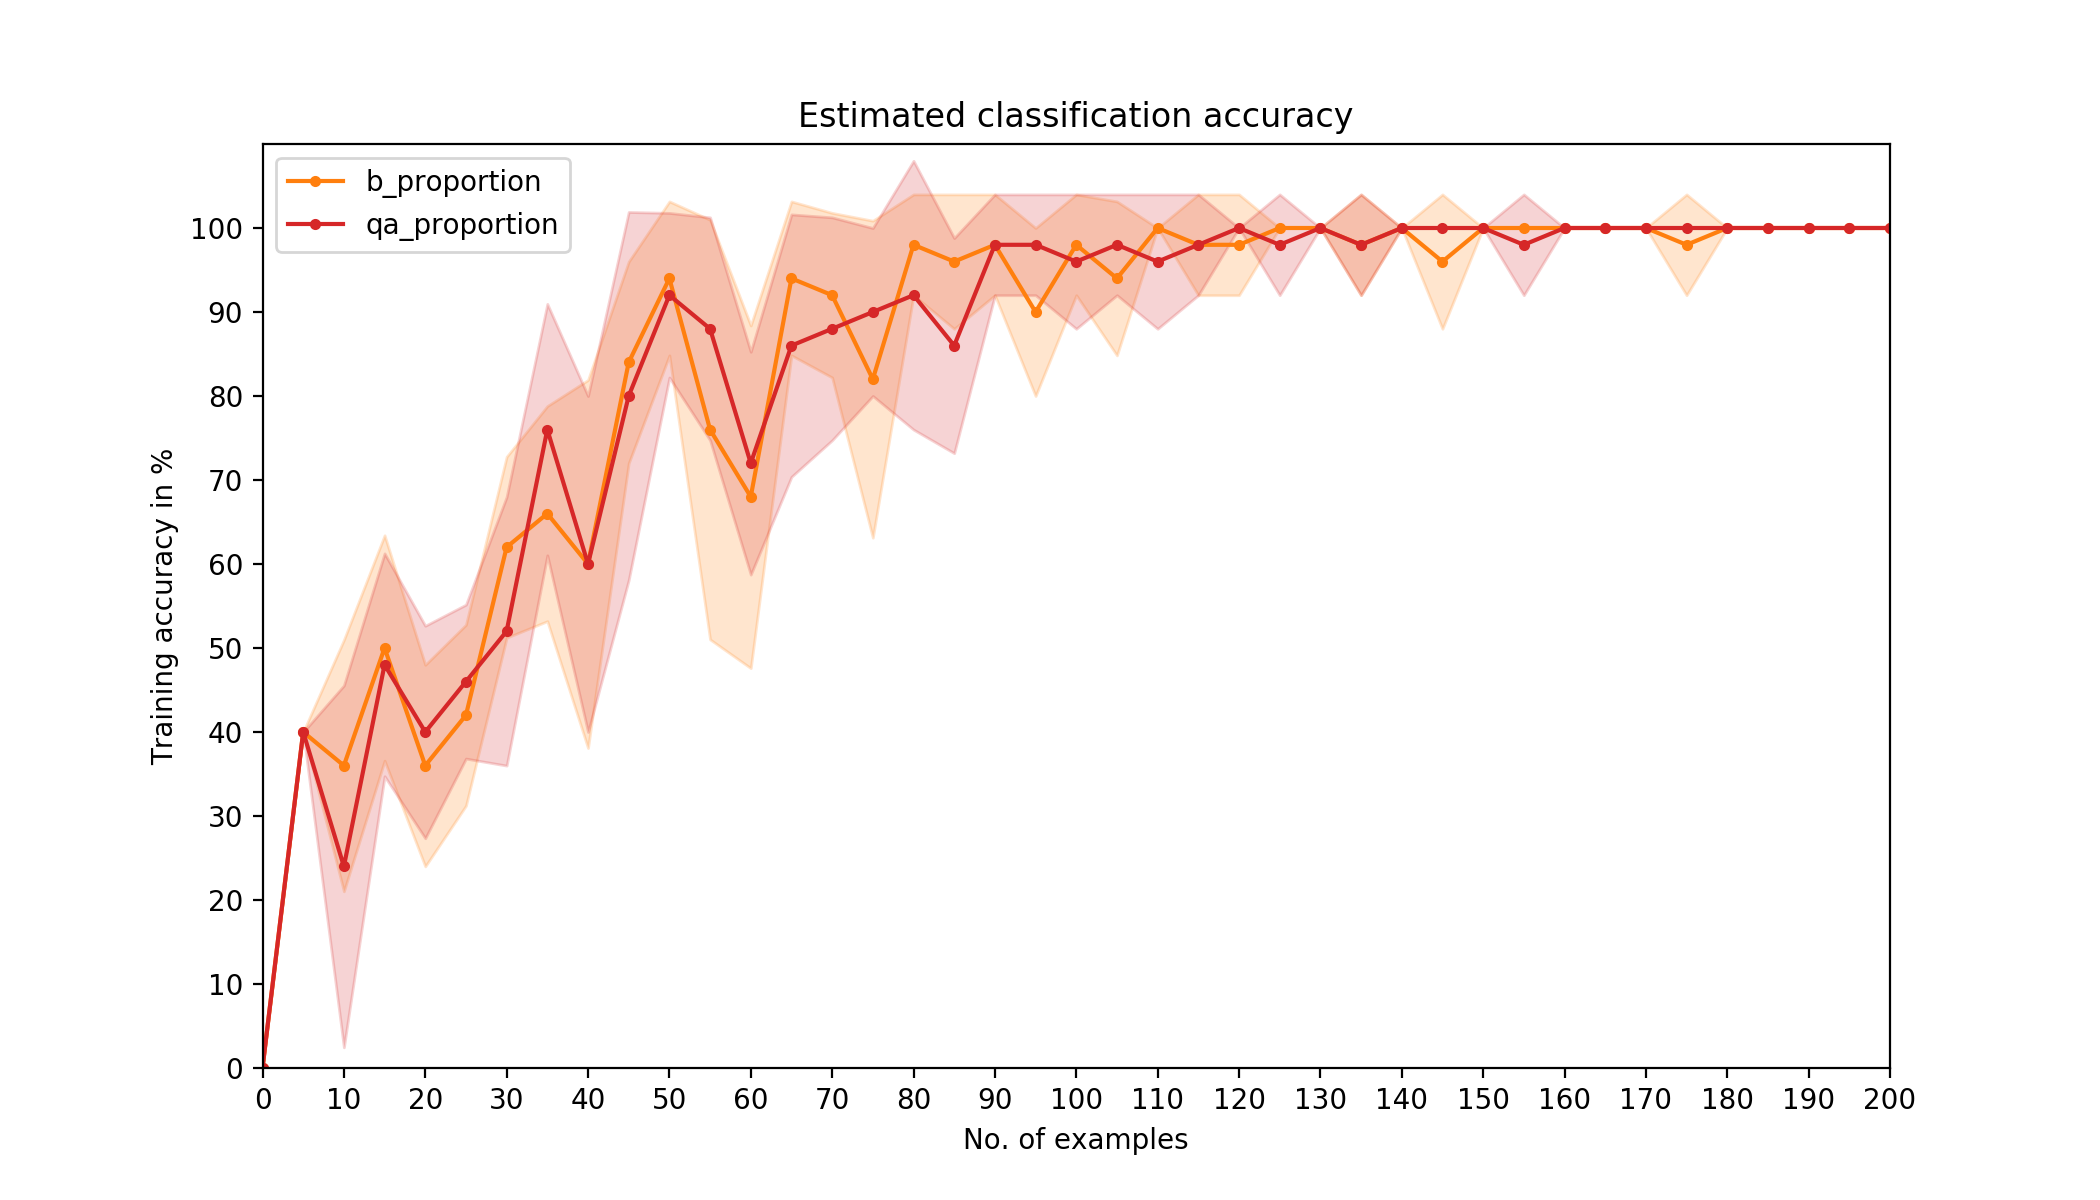 Estimated classification accuracy
b_proportion
qa_proportion
100
90
80
70
60
50
40
30
20
10
0
Training accuracy in %
0 10 20 30 40 50 60 70 80 90 100 110 120 130 140 150 160 170 180 190 200
No. of examples